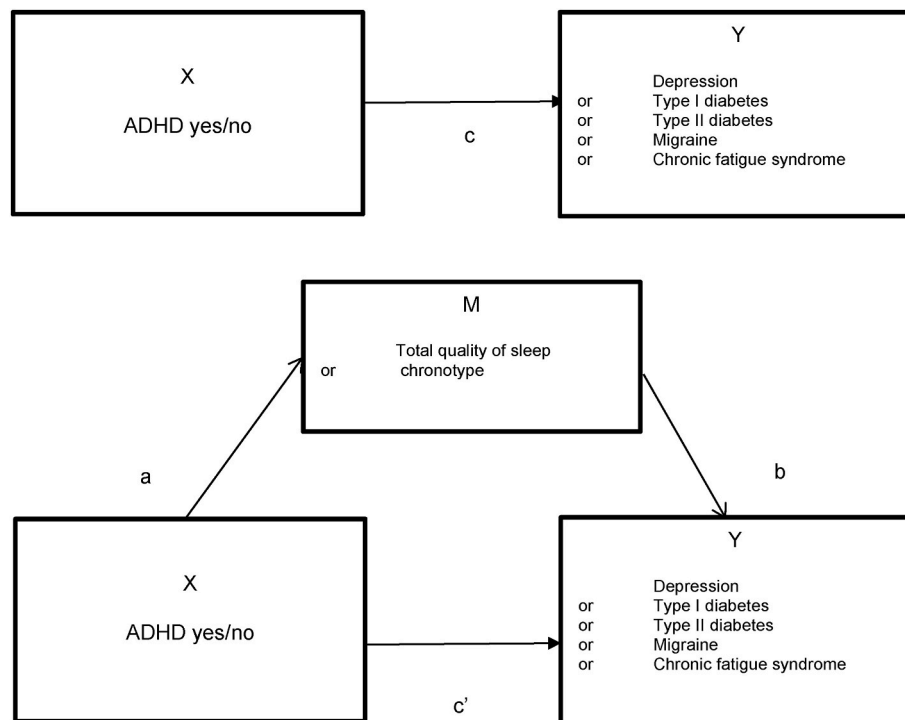 X
ADHD yes/no
c
Y
Depression
or Type I diabetes
or Type II diabetes
or Migraine
or Chronic fatigue syndrome
M
Total quality of sleep
or chronotype
a
b
X
ADHD yes/no
c’
Y
Depression
or Type I diabetes
or Type II diabetes
or Migraine
or Chronic fatigue syndrome